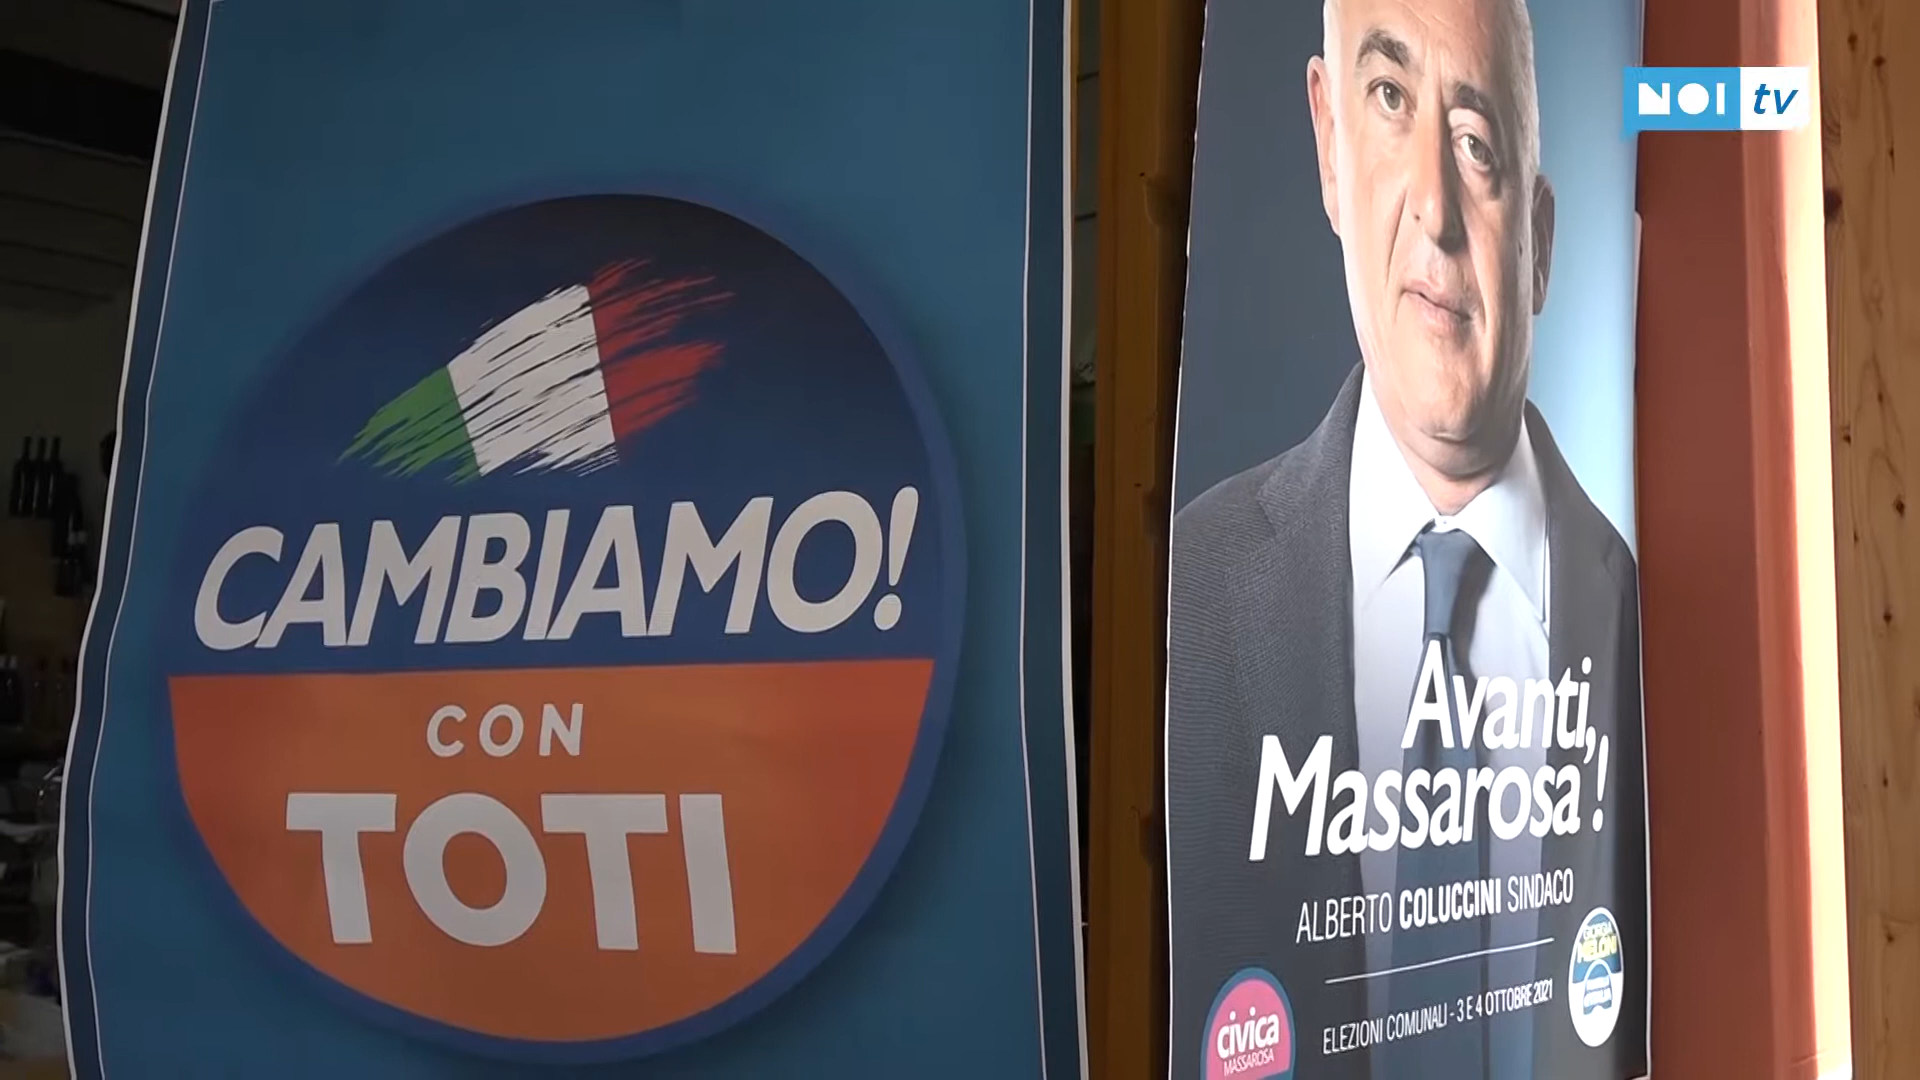 NOI tv
CAMBIAMO!
CON
TOTI
Avanti,
Massarosa!
ALBERTO COLUCCINI SINDACO
ELEZIONI COMUNALI - 3 E 4 OTTOBRE 2021
civica
MASSAROSA
GIORGIA
MELONI